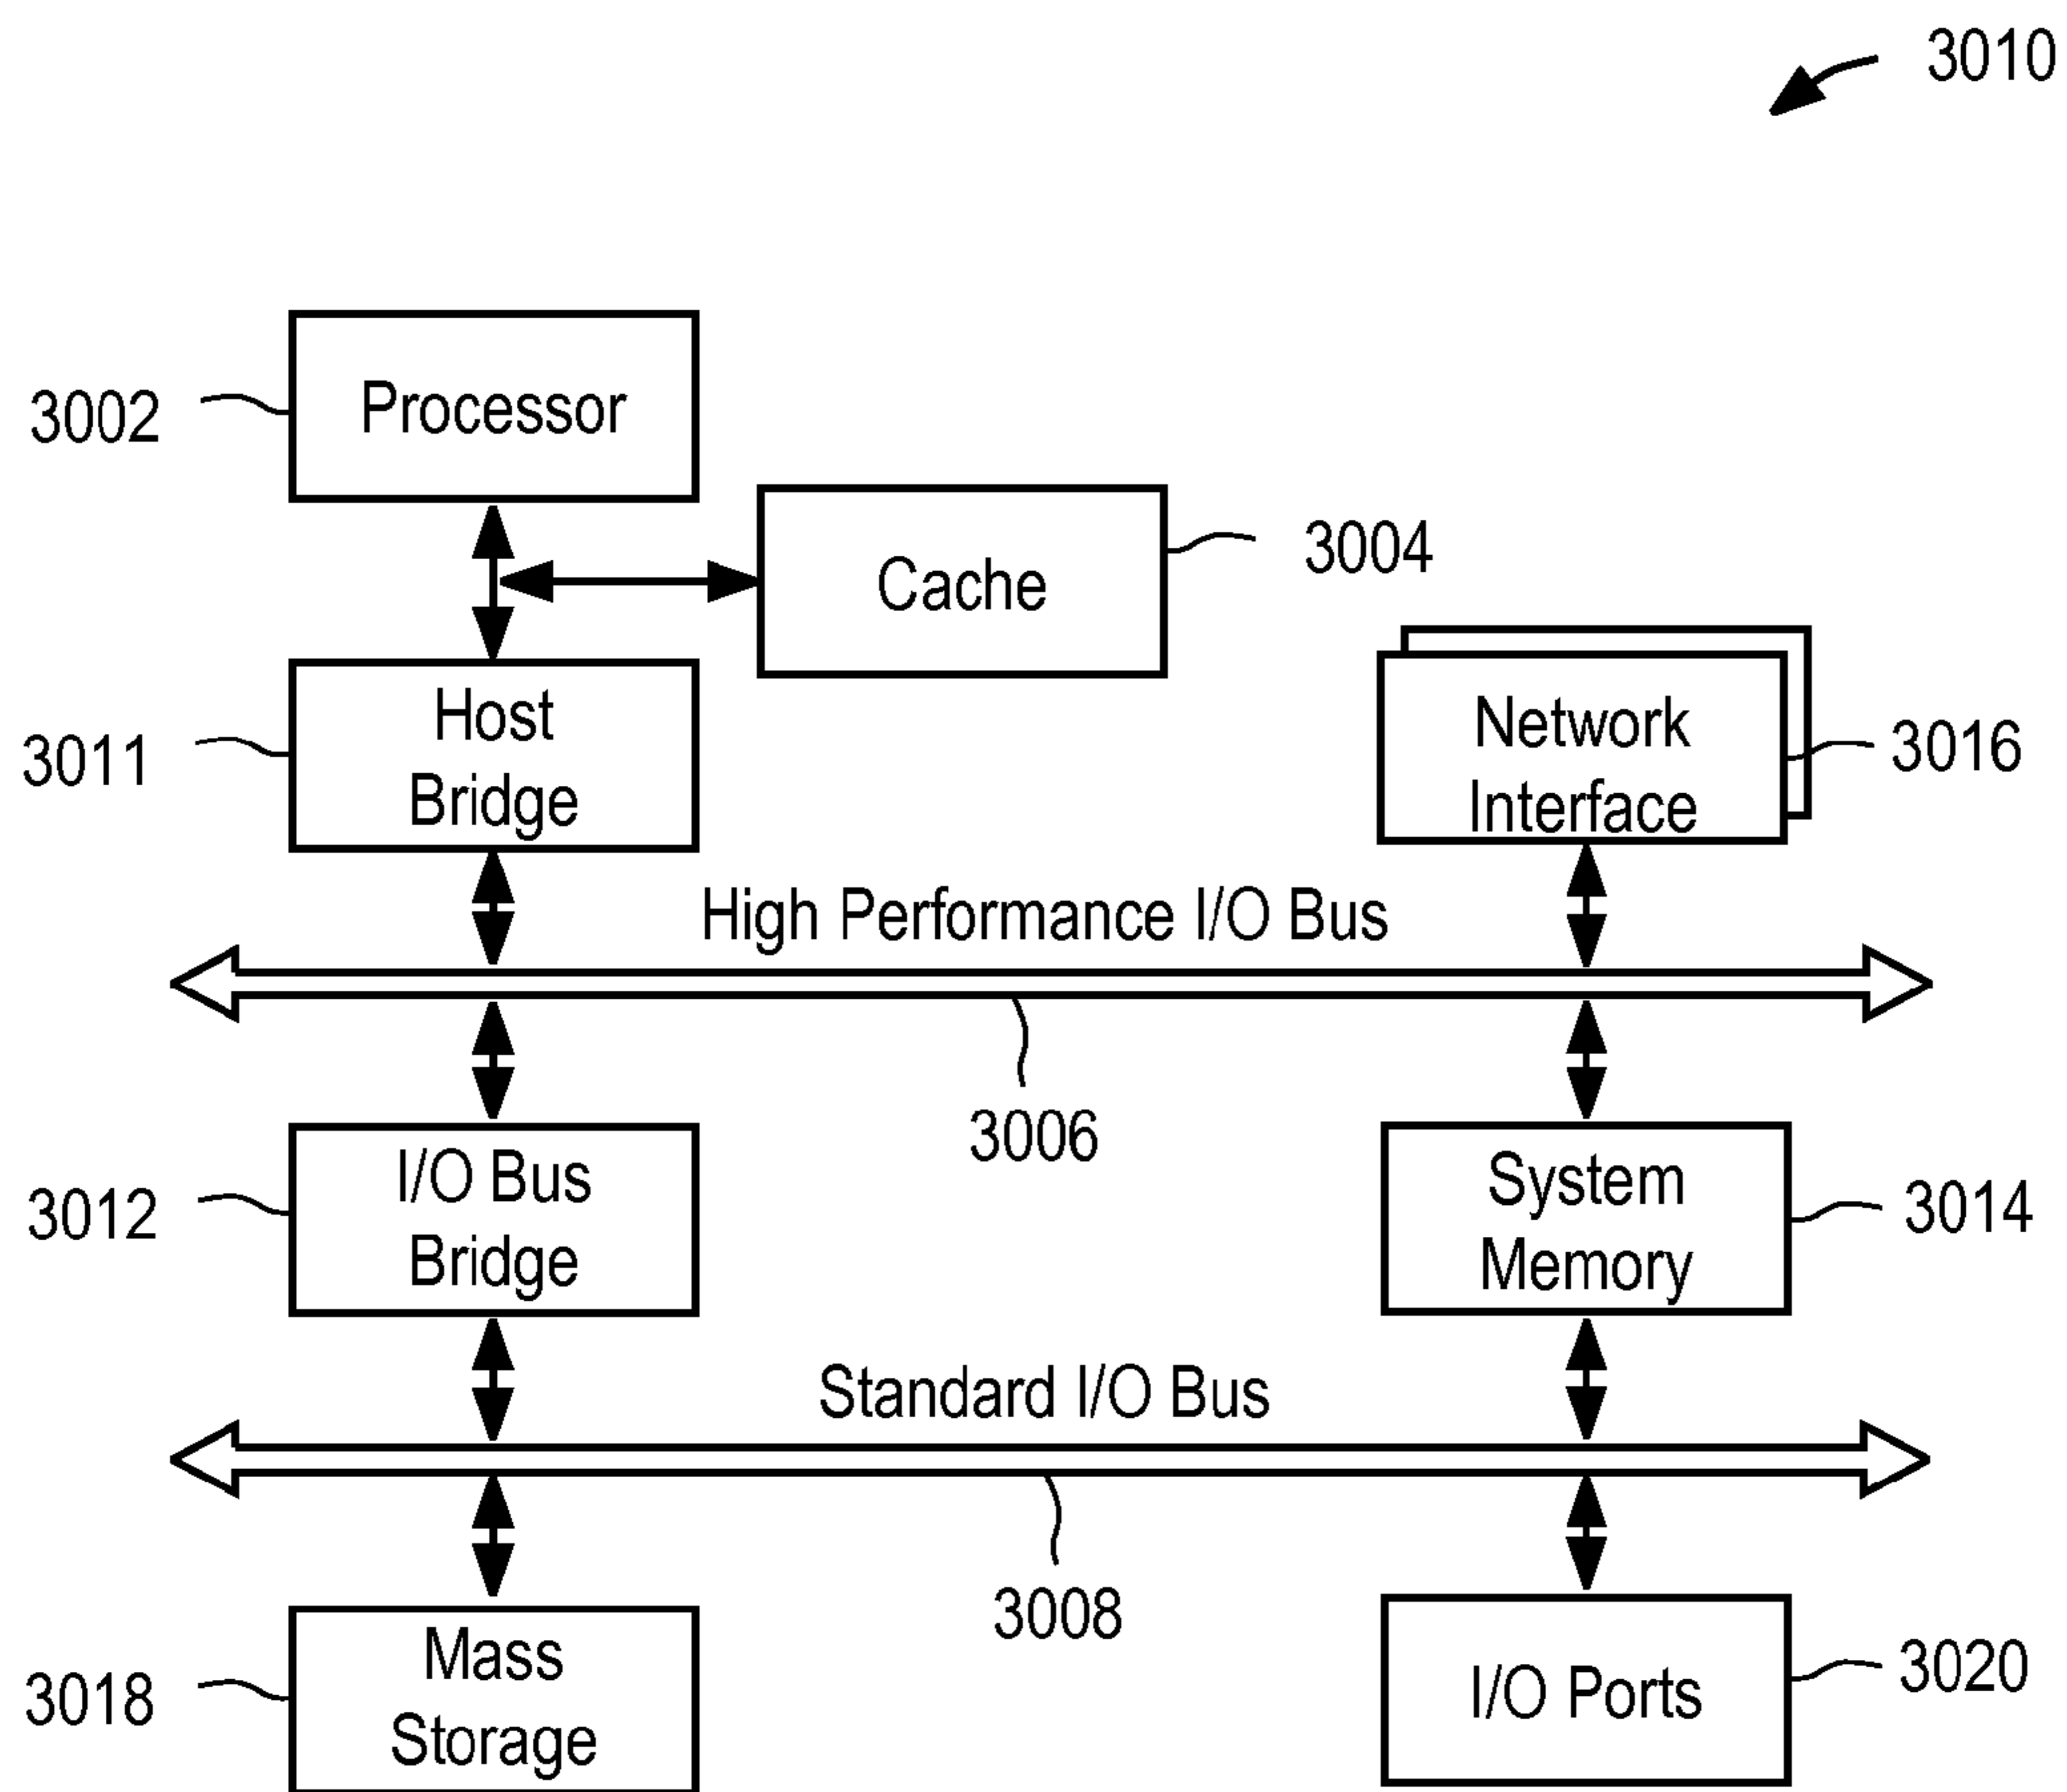 3010
3002
Processor
Cache
3004
3011
Host
Bridge
Network
Interface
3016
High Performance I/O Bus
3006
3012
I/O Bus
Bridge
System
Memory
3014
Standard I/O Bus
3008
3018
Mass
Storage
I/O Ports
3020